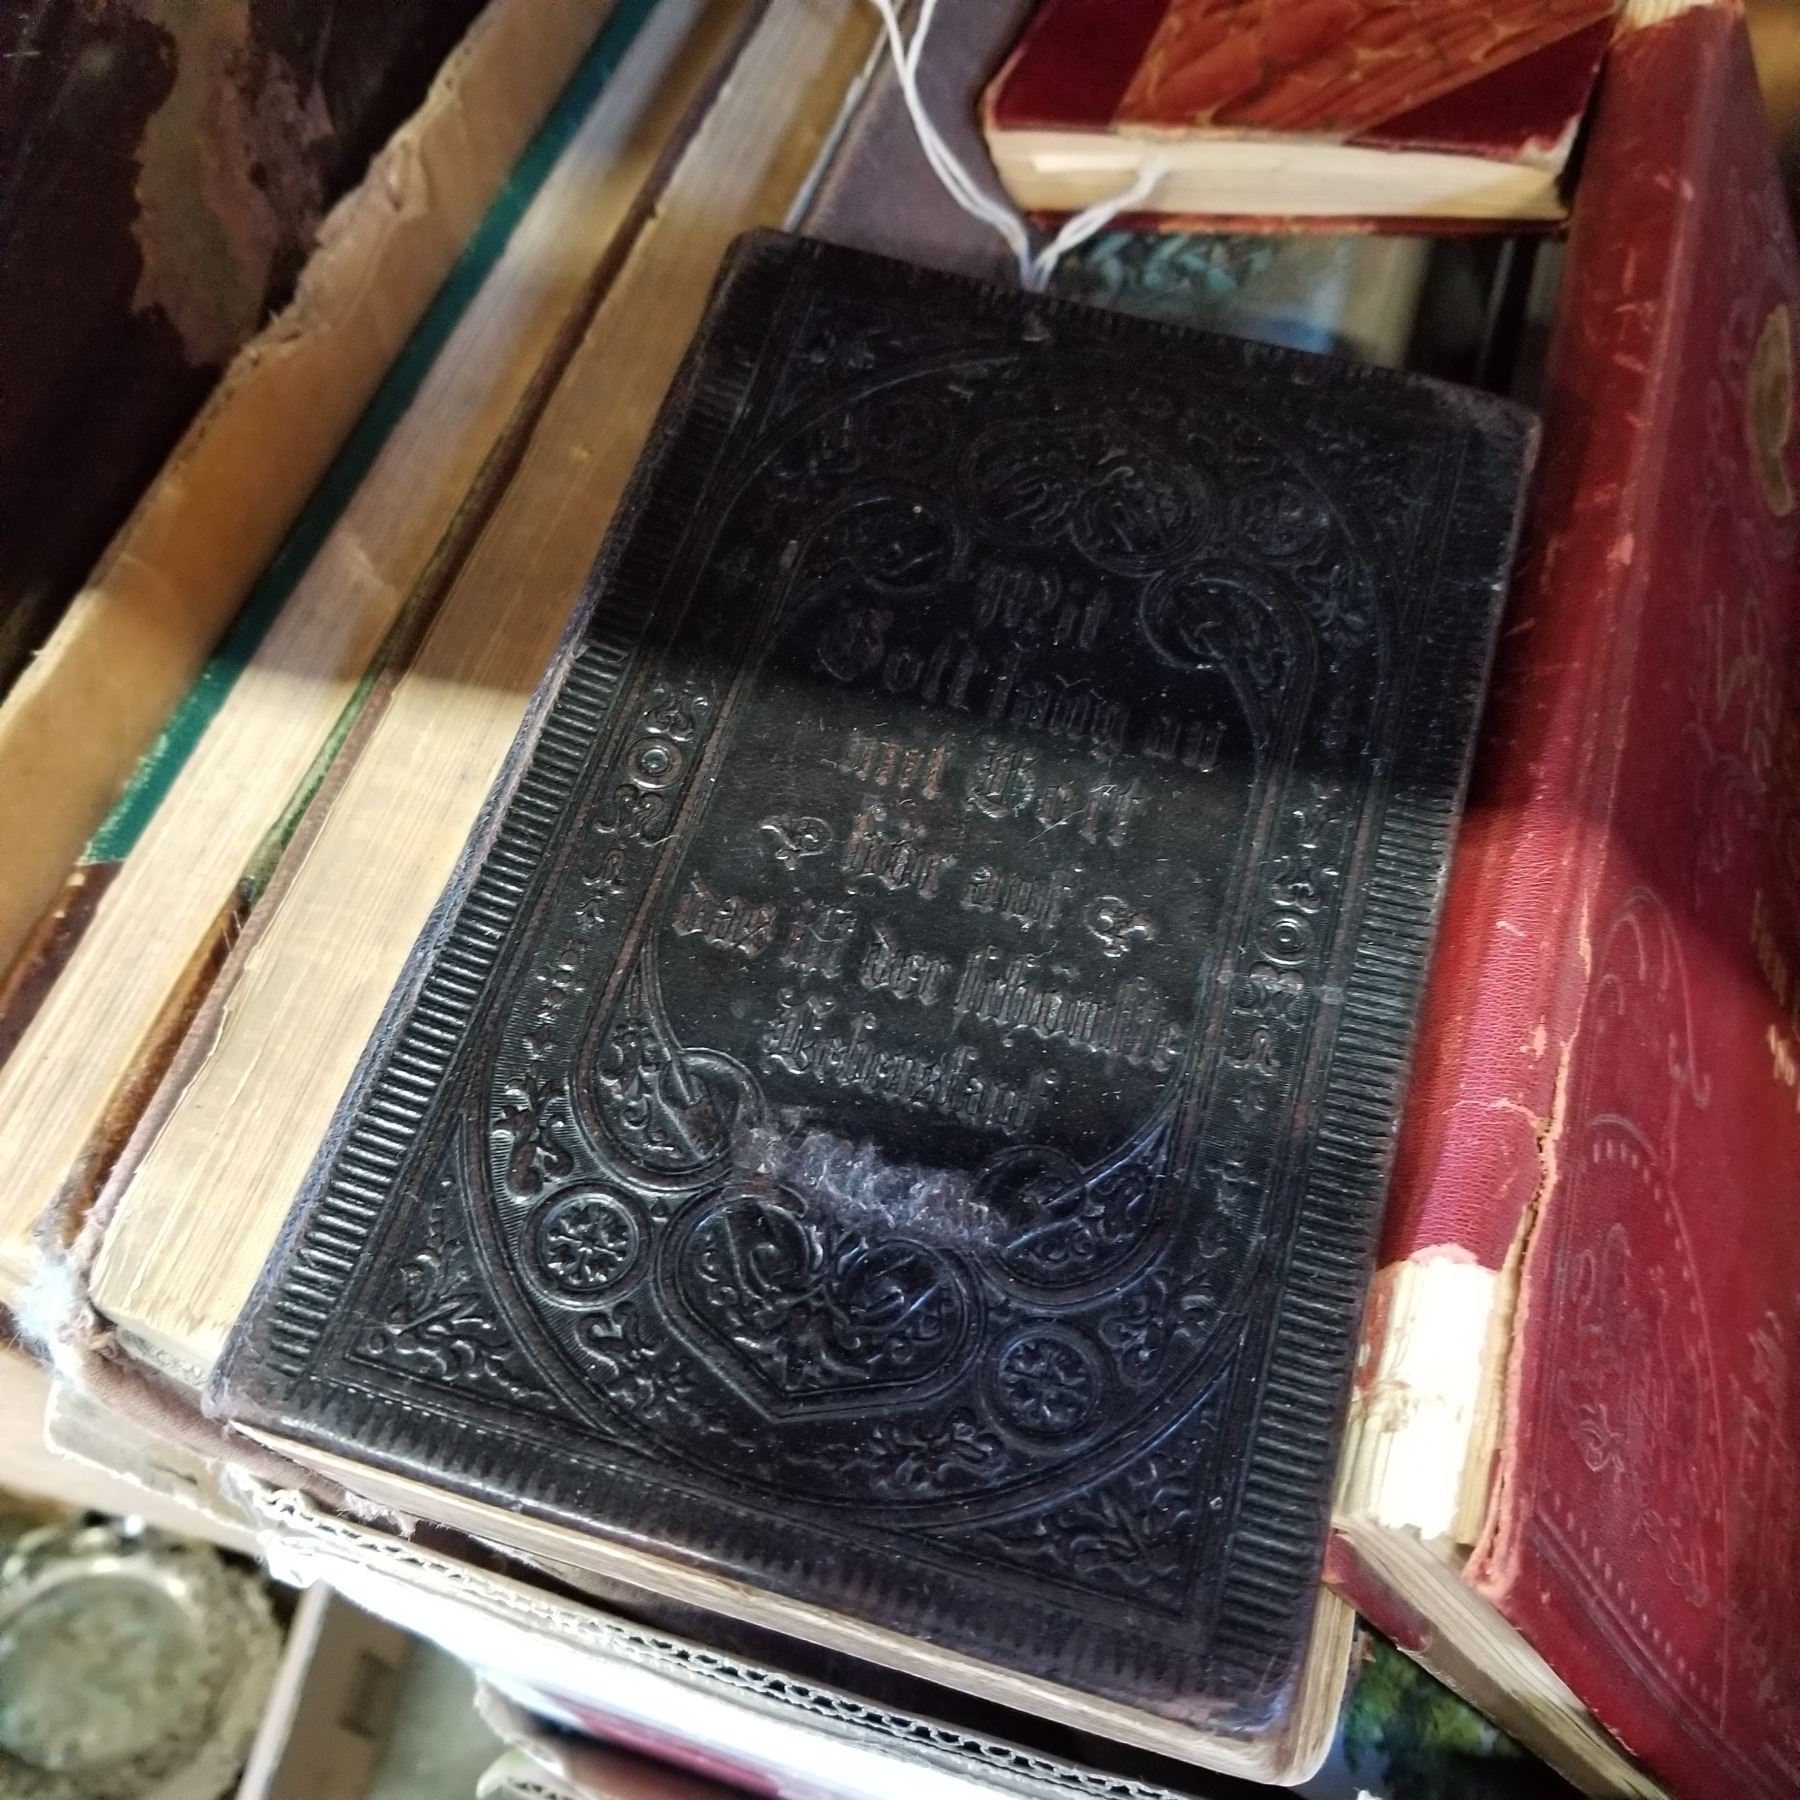 Mit
Gott fang an
mit Gott
hör auf
das ist der schönste
Lebenslauf